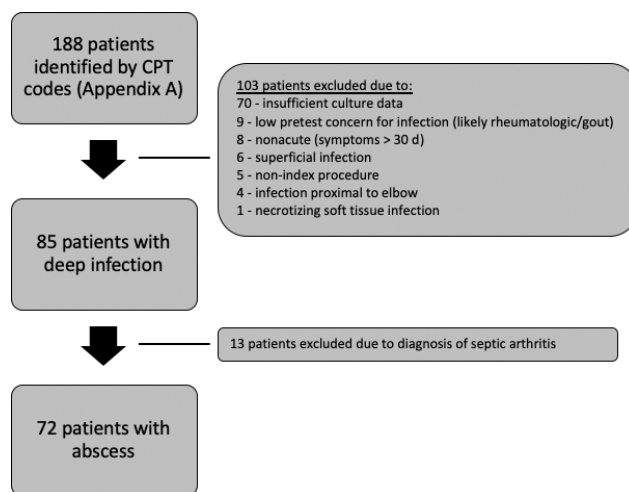 188 patients
identified by CPT
codes (Appendix A)
103 patients excluded due to:
70 - insufficient culture data
9 - low pretest concern for infection (likely rheumatologic/gout)
8 - nonacute (symptoms > 30 d)
6 - superficial infection
5 - non-index procedure
4 - infection proximal to elbow
1 - necrotizing soft tissue infection
85 patients with
deep infection
13 patients excluded due to diagnosis of septic arthritis
72 patients with
abscess